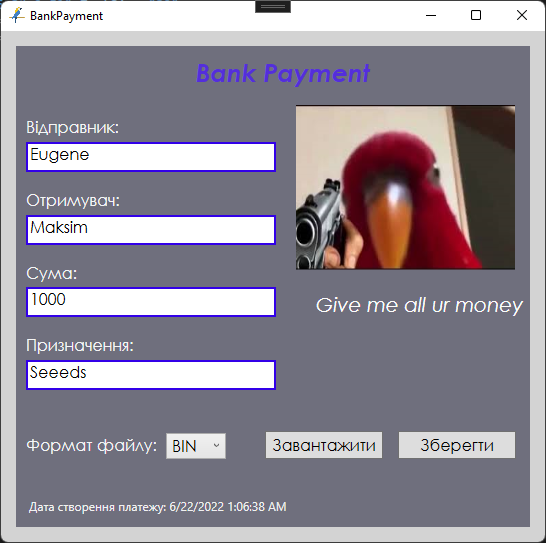 BankPayment
Bank Payment
Відправник:
Eugene
Отримувач:
Maksim
Сума:
1000
Give me all ur money
Призначення:
Seeeds
Формат файлу: BIN Завантажити Зберегти
Дата створення платежу: 6/22/2022 1:06:38 AM